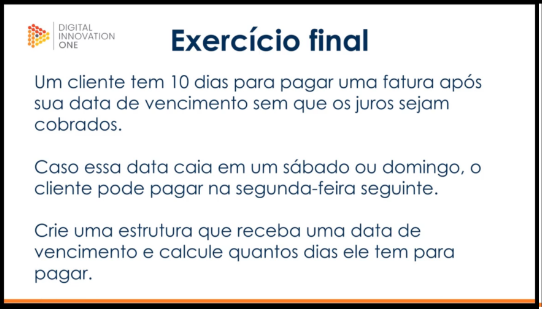 DIGITAL
INNOVATION
ONE
Exercício final
Um cliente tem 10 dias para pagar uma fatura após
sua data de vencimento sem que os juros sejam
cobrados.
Caso essa data caia em um sábado ou domingo, o
cliente pode pagar na segunda-feira seguinte.
Crie uma estrutura que receba uma data de
vencimento e calcule quantos dias ele tem para
pagar.